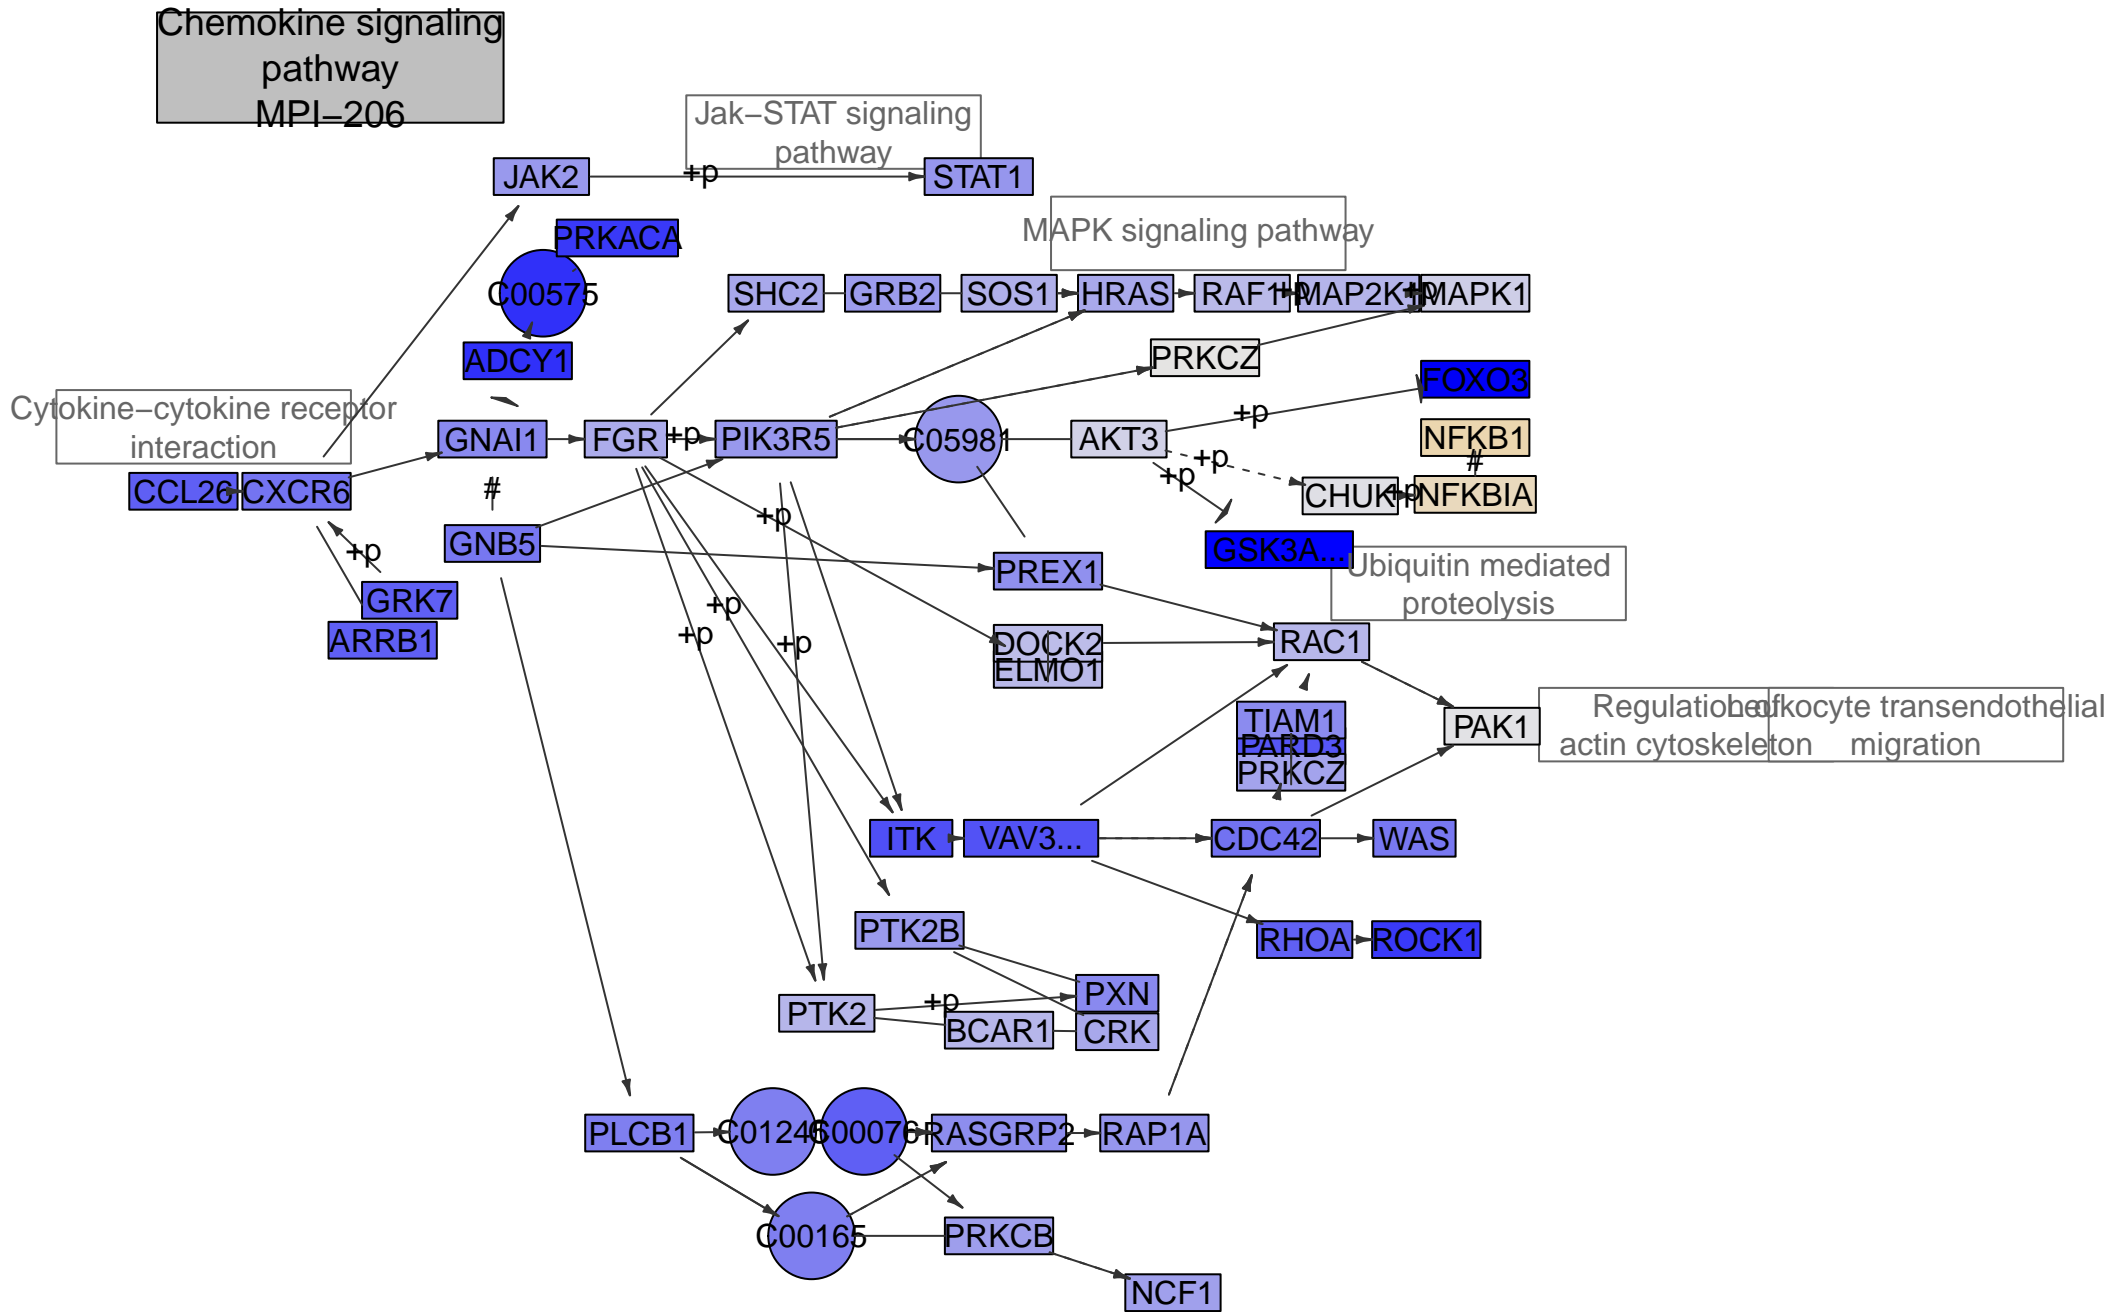 Chemokine signaling
pathway
MPI−206
Jak−STAT signaling
pathway
JAK2
+p
STAT1
PRKACA
MAPK signaling pathway
C00575
SHC2
GRB2
SOS1
HRAS
RAF1
+p
MAP2K1
+p
MAPK1
ADCY1
PRKCZ
FOXO3
Cytokine−cytokine receptor
interaction
+p
GNAI1
FGR
+p
PIK3R5
C05981
AKT3
NFKB1
+p
#
+p
CCL26
CXCR6
#
CHUK
+p
NFKBIA
+p
GNB5
+p
GSK3A...
PREX1
Ubiquitin mediated
proteolysis
GRK7
+p
+p
ARRB1
+p
DOCK2
ELMO1
RAC1
TIAM1
PARD3
PRKCZ
PAK1
Regulation of
actin cytoskeleton
Leukocyte transendothelial
migration
ITK
VAV3...
CDC42
WAS
PTK2B
RHOA
ROCK1
PTK2
+p
PXN
BCAR1
CRK
PLCB1
C01245
C00076
RASGRP2
RAP1A
C00165
PRKCB
NCF1